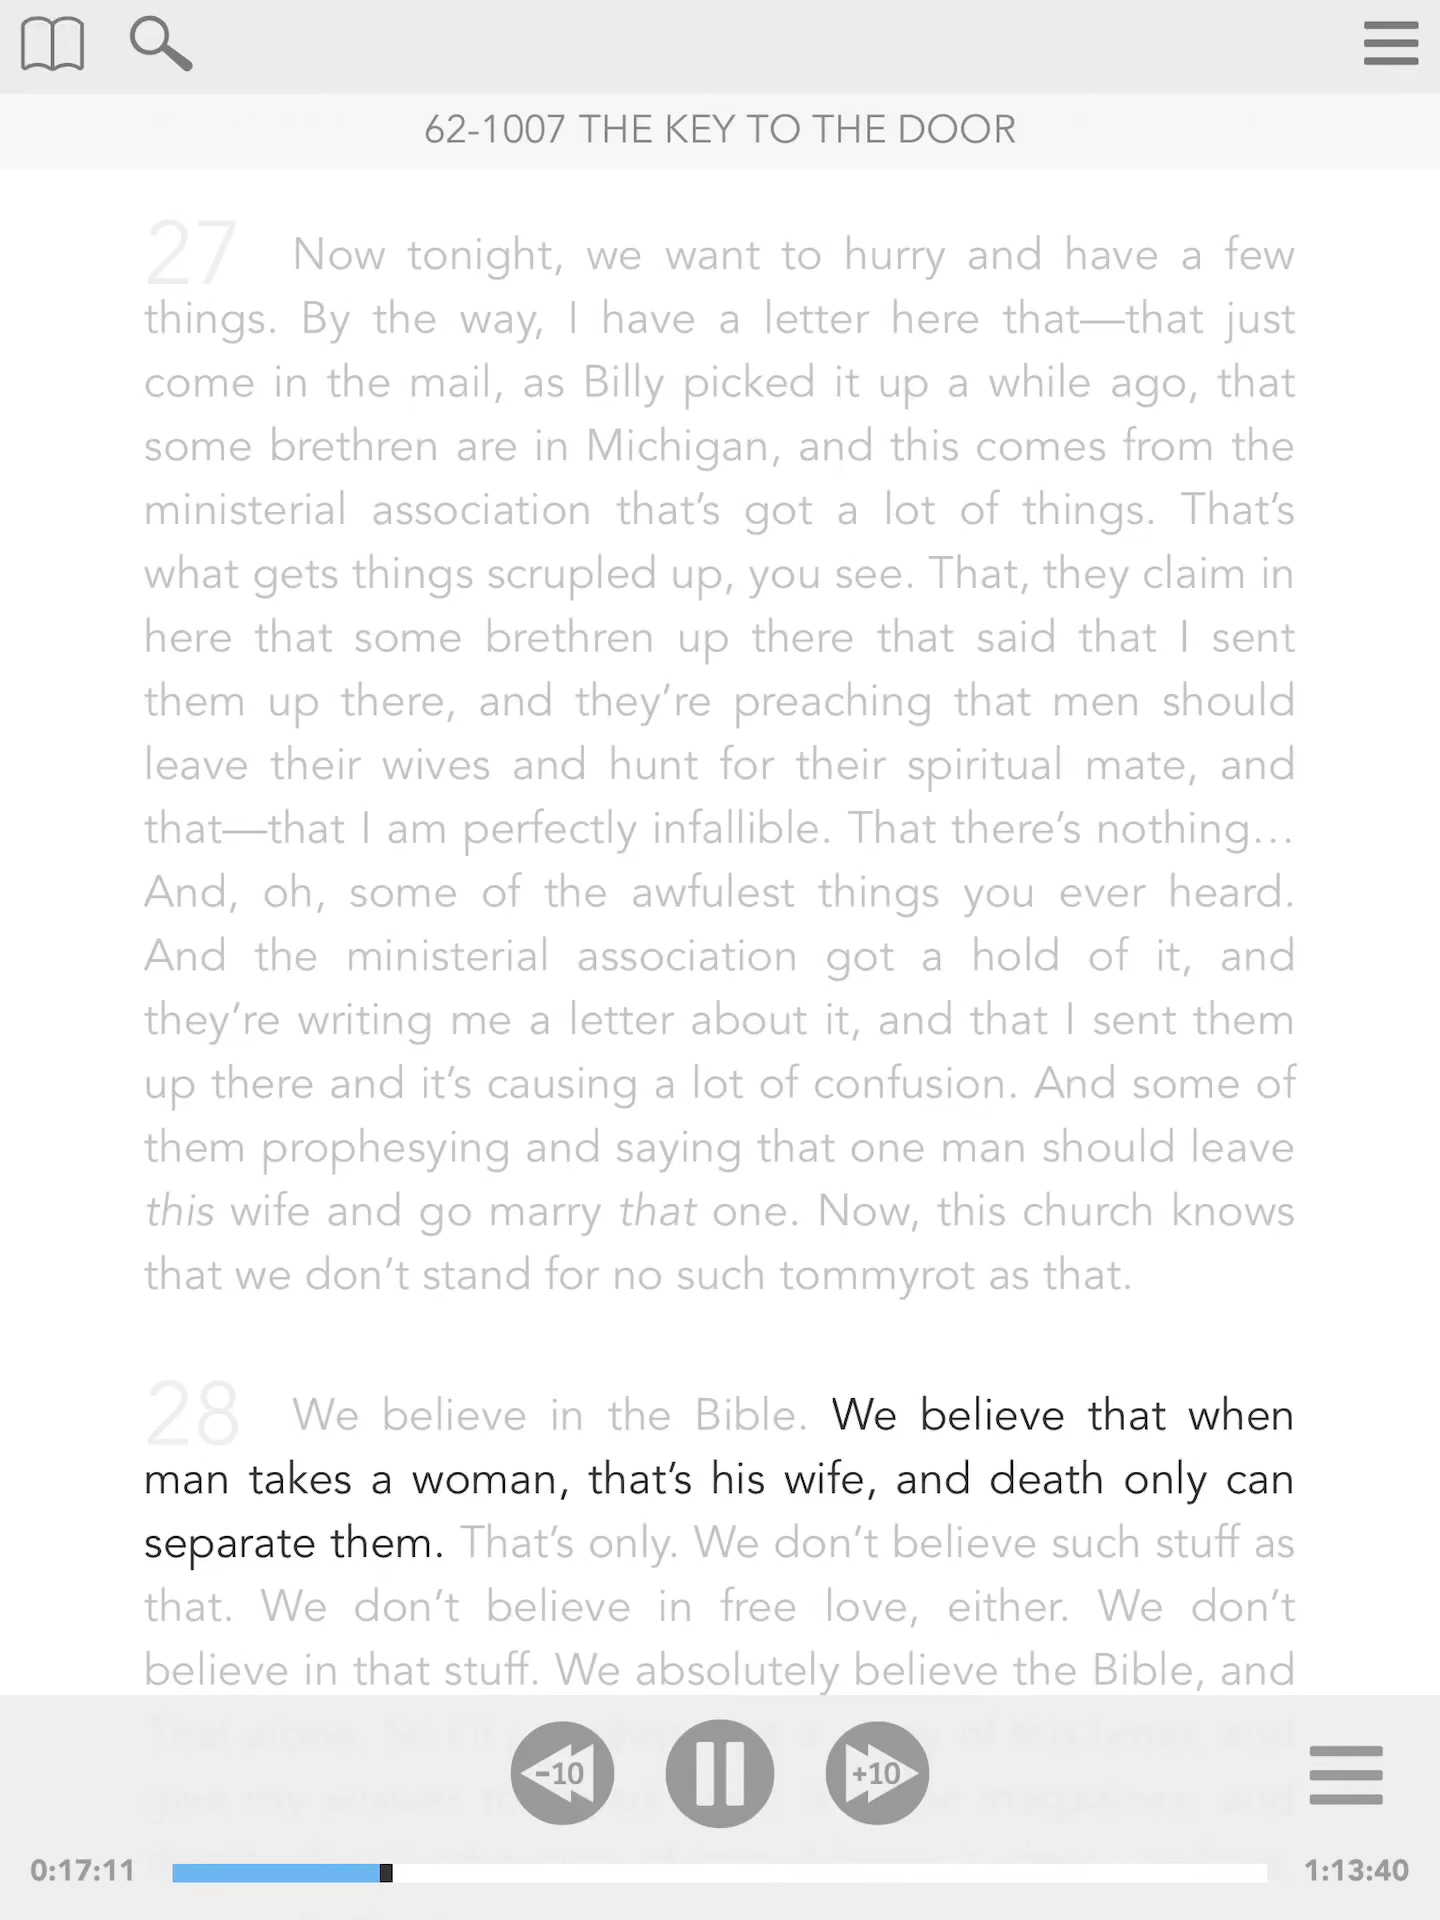 62-1007 THE KEY TO THE DOOR
27 Now tonight, we want to hurry and have a few
things. By the way, I have a letter here that—that just
come in the mail, as Billy picked it up a while ago, that
some brethren are in Michigan, and this comes from the
ministerial association that’s got a lot of things. That’s
what gets things scrupled up, you see. That, they claim in
here that some brethren up there that said that I sent
them up there, and they’re preaching that men should
leave their wives and hunt for their spiritual mate, and
that—that I am perfectly infallible. That there’s nothing…
And, oh, some of the awfulest things you ever heard.
And the ministerial association got a hold of it, and
they’re writing me a letter about it, and that I sent them
up there and it’s causing a lot of confusion. And some of
them prophesying and saying that one man should leave
this wife and go marry that one. Now, this church knows
that we don’t stand for no such tommyrot as that.
28 We believe in the Bible. We believe that when
man takes a woman, that’s his wife, and death only can
separate them. That’s only. We don’t believe such stuff as
that. We don’t believe in free love, either. We don’t
believe in that stuff. We absolutely believe the Bible, and
-10 +10
0:17:11 1:13:40